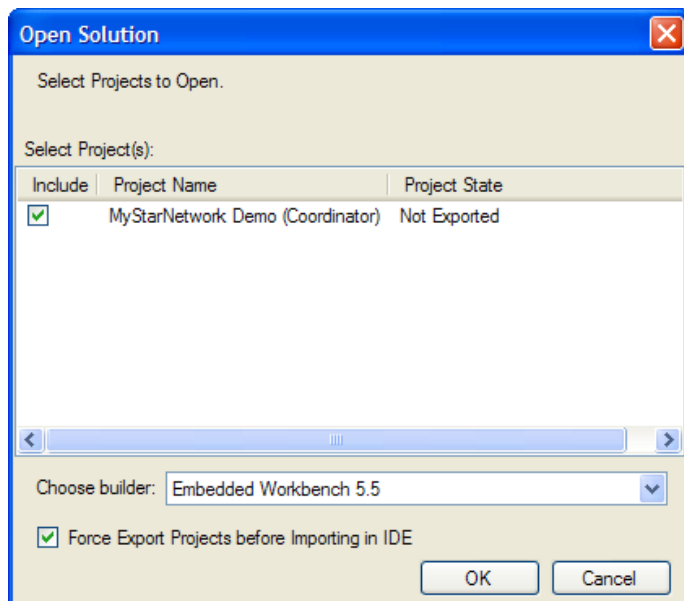 Open Solution
Select Projects to Open.
Select Project(s):
Include Project Name Project State
MyStarNetwork Demo (Coordinator) Not Exported
Choose builder: Embedded Workbench 5.5
Force Export Projects before Importing in IDE
OK Cancel